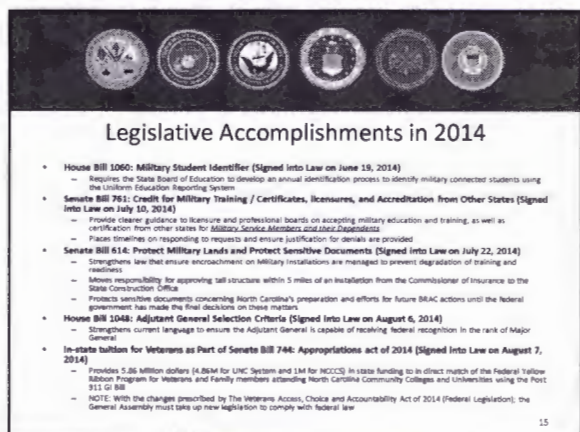 Legislative Accomplishments in 2014
• House Bill 1060: Military Student Identifier (Signed into Law on June 19, 2014)
– Requires the State Board of Education to develop an annual identification process to identify military connected students using
the Uniform Education Reporting System
• Senate Bill 761: Credit for Military Training / Certificates, licensures, and Accreditation from Other States (Signed
into Law on July 10, 2014)
– Provide clearer guidance to licensure and professional boards on accepting military education and training, as well as
certification from other states for Military Service Members and their Dependents
– Places timelines on responding to requests and ensure justification for denials are provided
• Senate Bill 614: Protect Military Lands and Protect Sensitive Documents (Signed into Law on July 22, 2014)
– Strengthens law that ensure encroachment on Military Installations are managed to prevent degradation of training and
readiness
– Moves responsibility for approving tall structure within 5 miles of an installation from the Commissioner of Insurance to the
State Construction Office
– Protects sensitive documents concerning North Carolina's preparation and efforts for future BRAC actions until the federal
government has made the final decisions on these matters
• House Bill 1048: Adjutant General Selection Criteria (Signed into Law on August 6, 2014)
– Strengthens current language to ensure the Adjutant General is capable of receiving federal recognition in the rank of Major
General
• In-state tuition for Veterans as Part of Senate Bill 744: Appropriations act of 2014 (Signed into Law on August 7,
2014)
– Provides 5.86 Million dollars (4.86M for UNC System and 1M for NCCCS) in state funding to in direct match of the Federal Yellow
Ribbon Program for Veterans and Family members attending North Carolina Community Colleges and Universities using the Post
911 GI Bill
– NOTE: With the changes prescribed by The Veterans Access, Choice and Accountability Act of 2014 (Federal Legislation); the
General Assembly must take up new legislation to comply with federal law
15